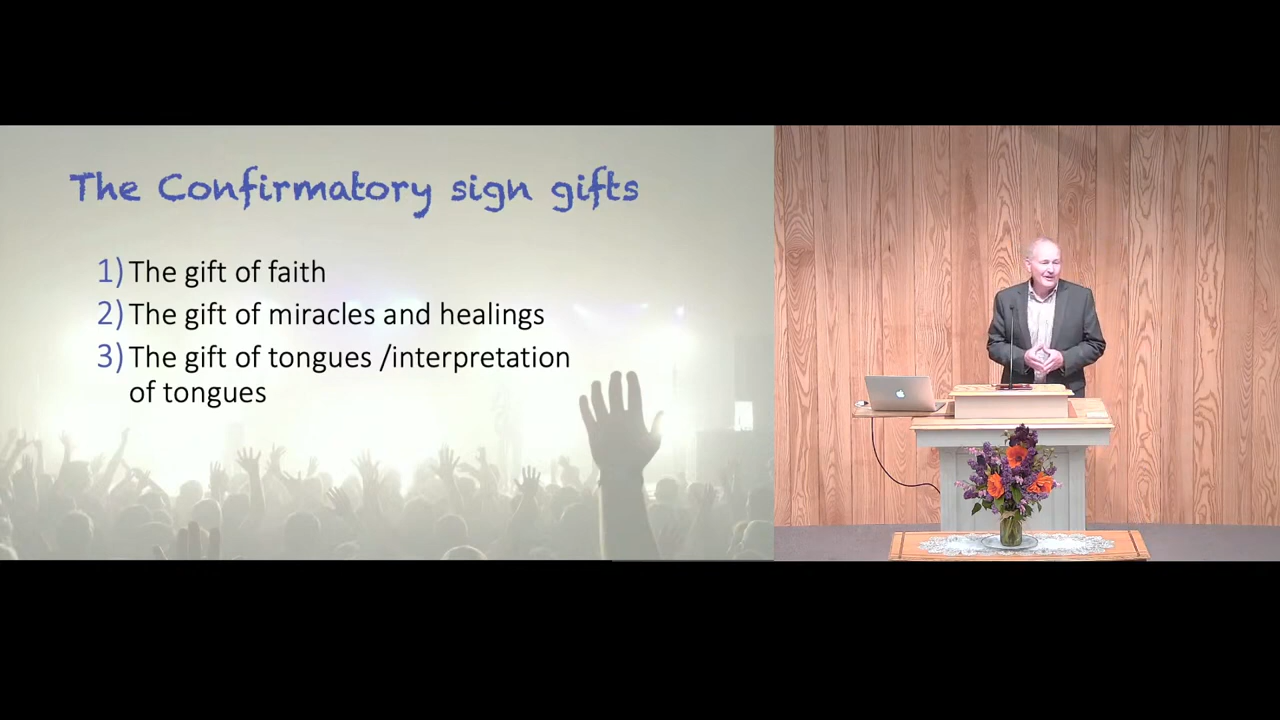 The Confirmatory sign gifts
1) The gift of faith
2) The gift of miracles and healings
3) The gift of tongues /interpretation
of tongues